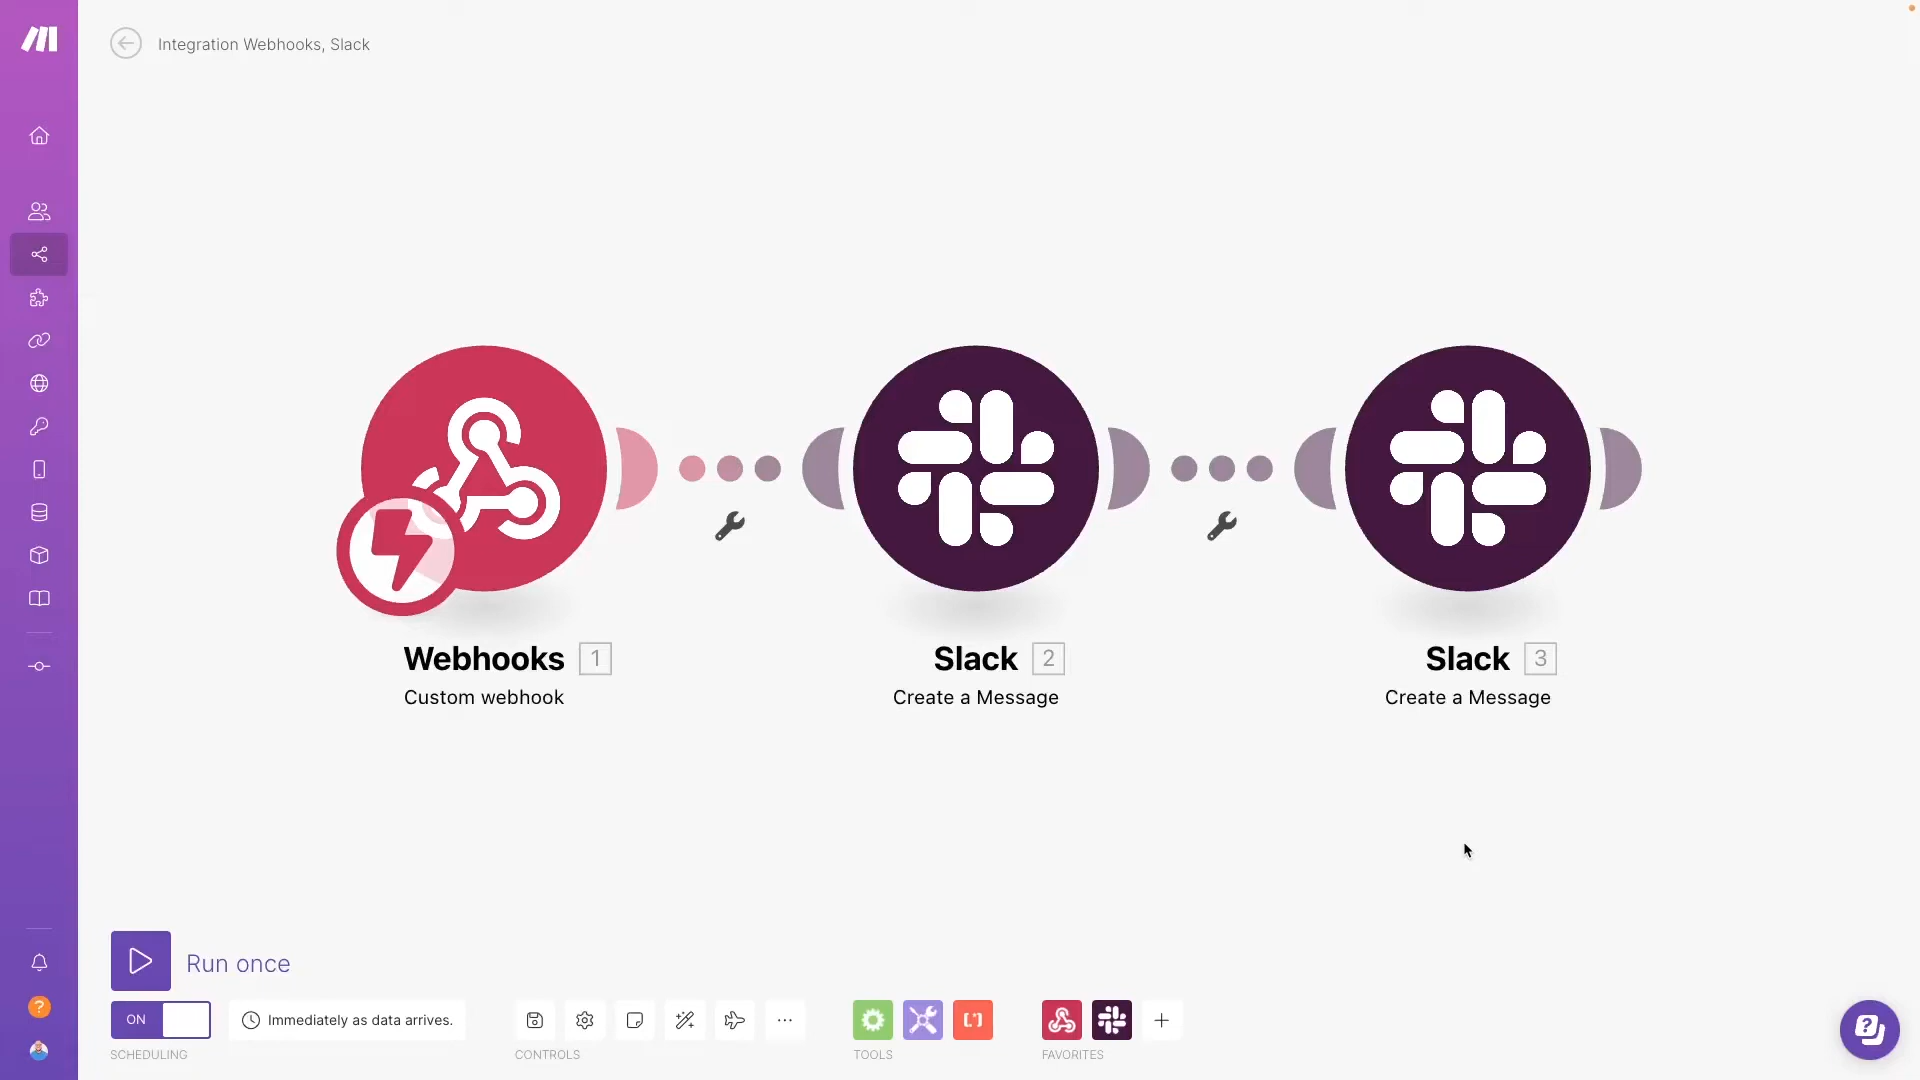 Integration Webhooks, Slack
Webhooks 1
Custom webhook
Slack 2
Create a Message
Slack 3
Create a Message
Run once
ON
Immediately as data arrives.
SCHEDULING
CONTROLS
TOOLS
FAVORITES